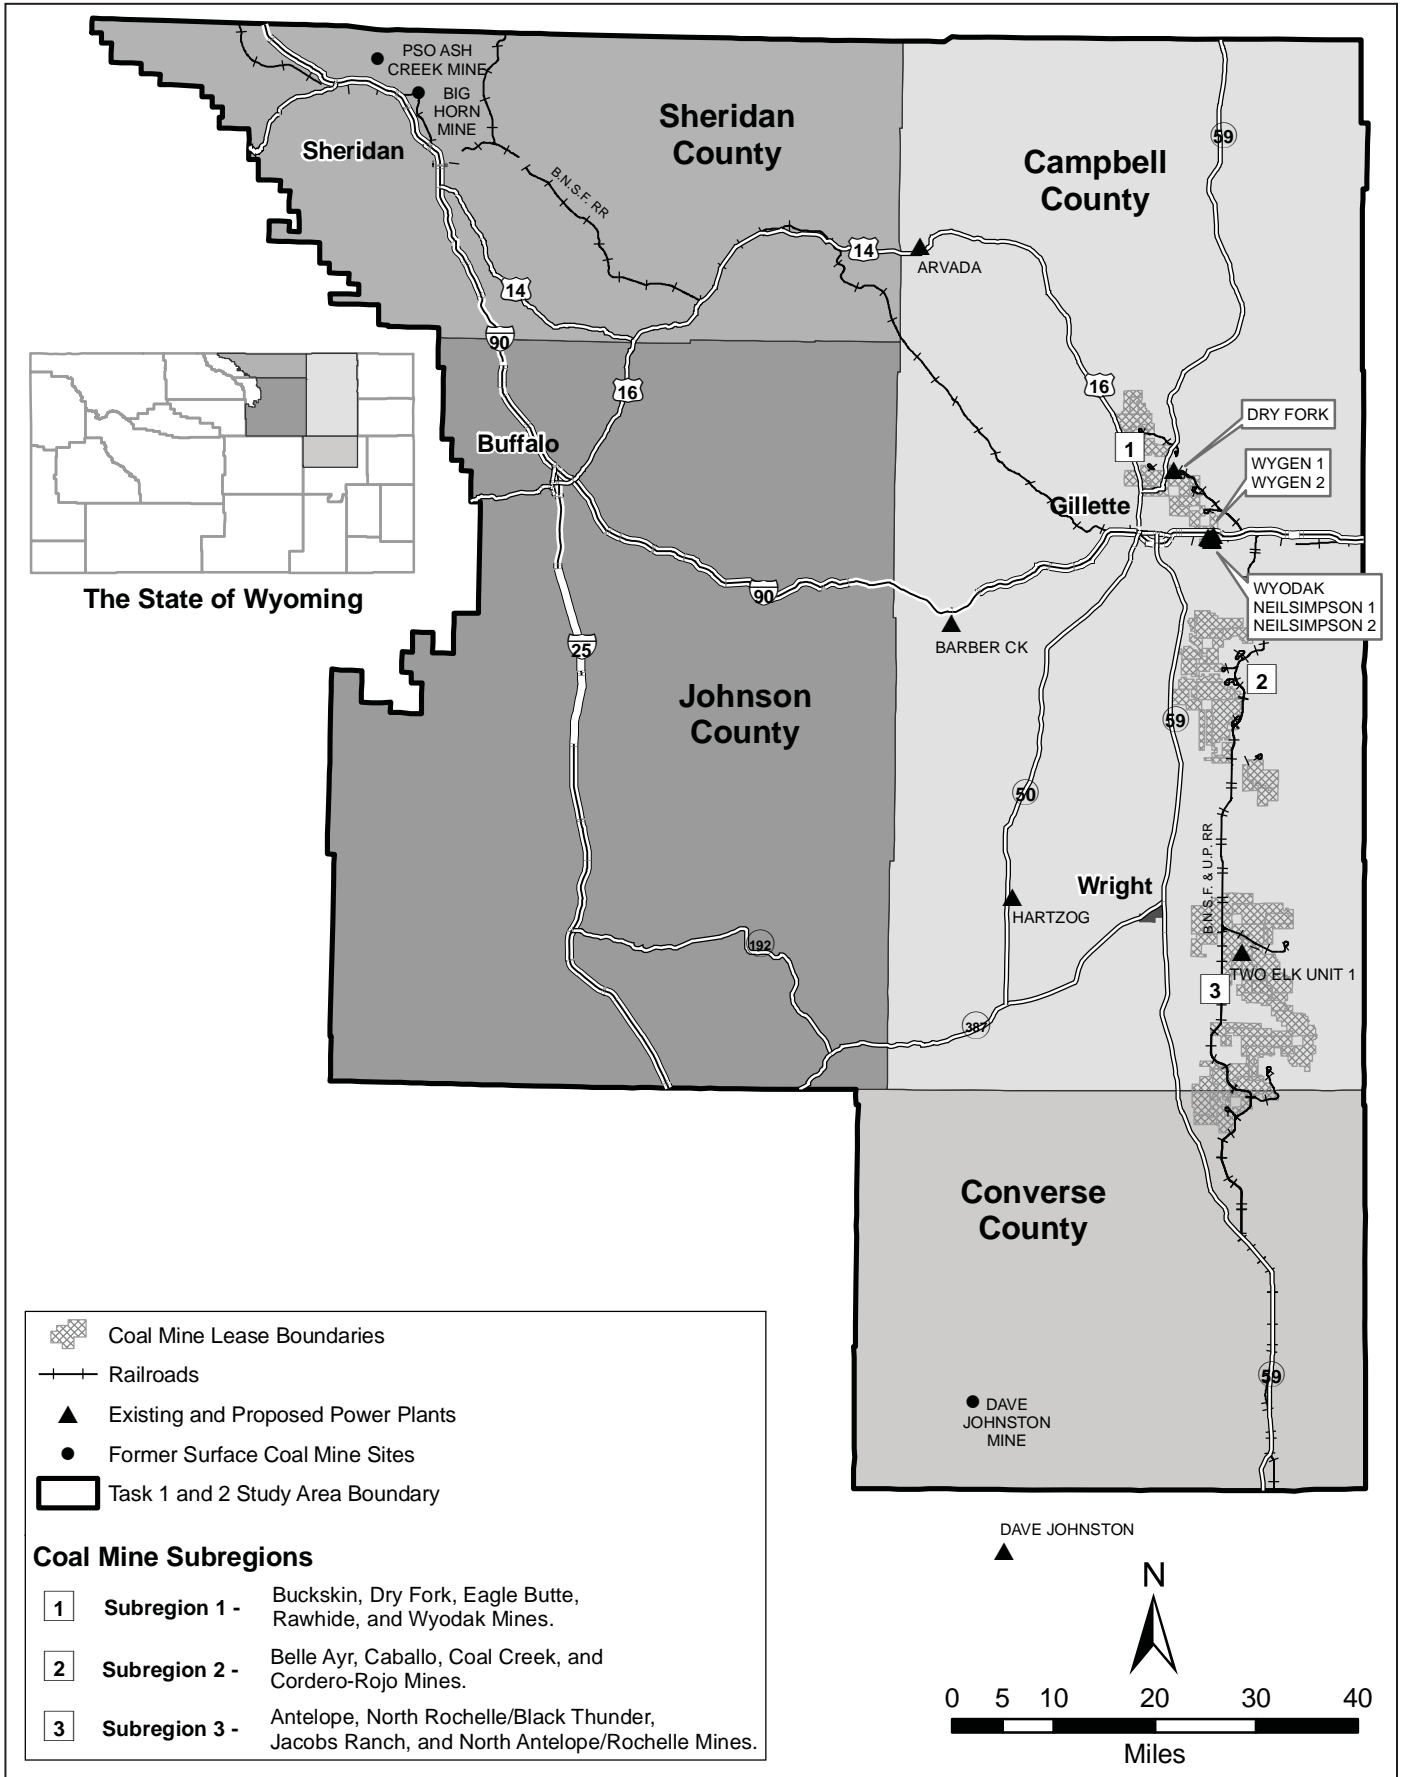 PSO ASH
CREEK MINE
BIG
HORN
MINE
Sheridan
Sheridan
County
Campbell
County
59
B.N.S.F. RR
14
ARVADA
14
90
16
16
DRY FORK
1
WYGEN 1
WYGEN 2
Buffalo
Gillette
The State of Wyoming
90
WYODAK
NEILSIMPSON 1
NEILSIMPSON 2
BARBER CK
25
2
Johnson
County
59
50
B.N.S.F. & U.P. RR
Wright
HARTZOG
192
TWO ELK UNIT 1
3
387
Converse
County
59
DAVE
JOHNSTON
MINE
DAVE JOHNSTON
Coal Mine Lease Boundaries
Railroads
Existing and Proposed Power Plants
Former Surface Coal Mine Sites
Task 1 and 2 Study Area Boundary
Coal Mine Subregions
1 Subregion 1 - Buckskin, Dry Fork, Eagle Butte,
Rawhide, and Wyodak Mines.
2 Subregion 2 - Belle Ayr, Caballo, Coal Creek, and
Cordero-Rojo Mines.
3 Subregion 3 - Antelope, North Rochelle/Black Thunder,
Jacobs Ranch, and North Antelope/Rochelle Mines.
N
0 5 10 20 30 40
Miles